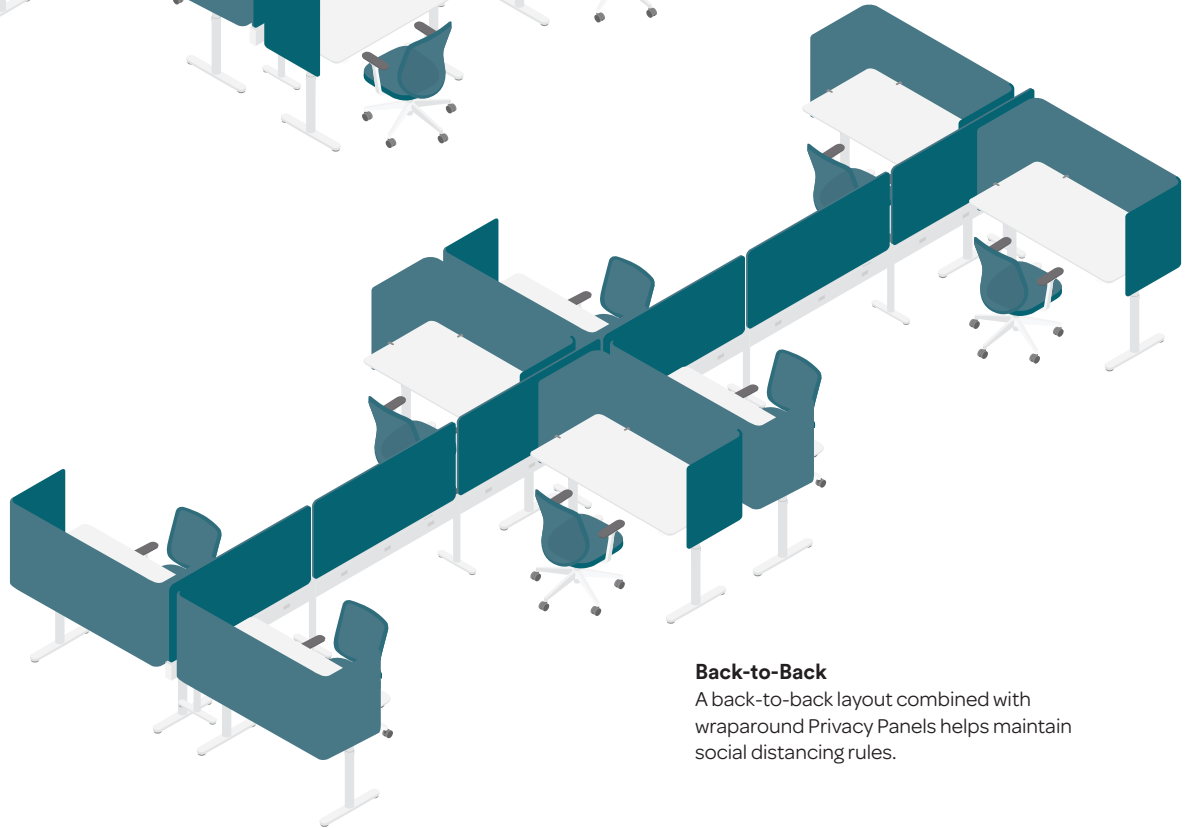 Back-to-Back
A back-to-back layout combined with
wraparound Privacy Panels helps maintain
social distancing rules.